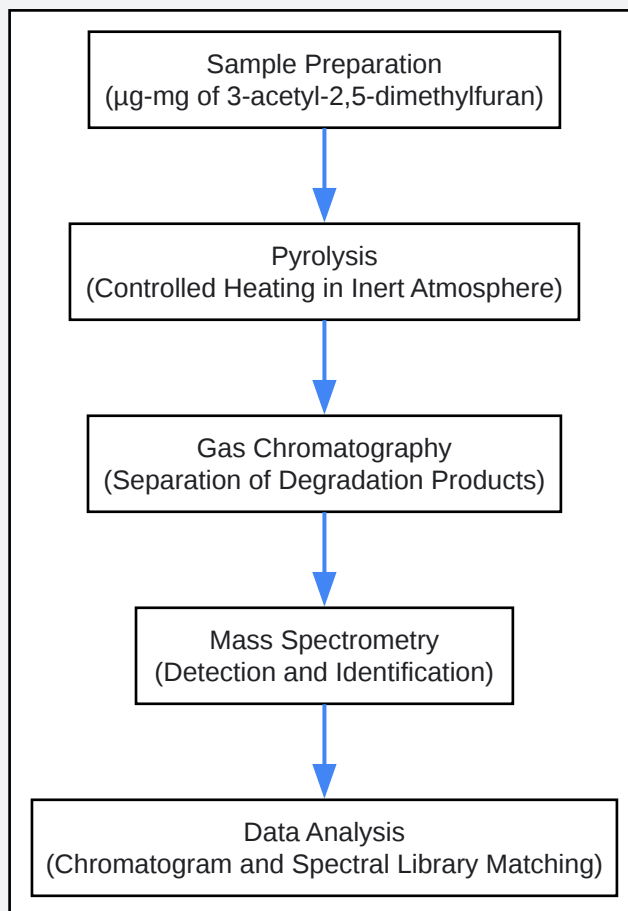 Sample Preparation
(µg-mg of 3-acetyl-2,5-dimethylfuran)
Pyrolysis
(Controlled Heating in Inert Atmosphere)
Gas Chromatography
(Separation of Degradation Products)
Mass Spectrometry
(Detection and Identification)
Data Analysis
(Chromatogram and Spectral Library Matching)